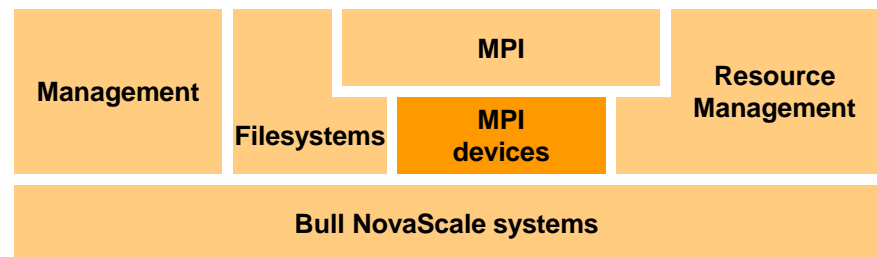 Management
Filesystems
MPI
MPI
devices
Resource
Management
Bull NovaScale systems